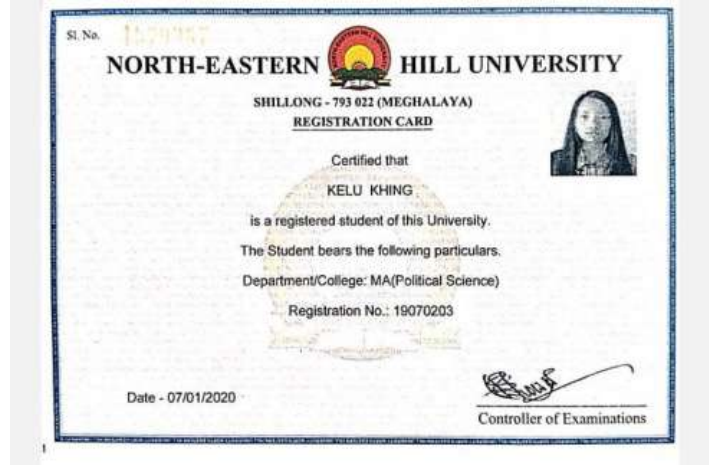 Sl. No.
NORTH-EASTERN HILL UNIVERSITY
SHILLONG - 793 022 (MEGHALAYA)
REGISTRATION CARD
Certified that
KELU KHING
is a registered student of this University.
The Student bears the following particulars.
Department/College: MA(Political Science)
Registration No.: 19070203
Date - 07/01/2020
Controller of Examinations
1